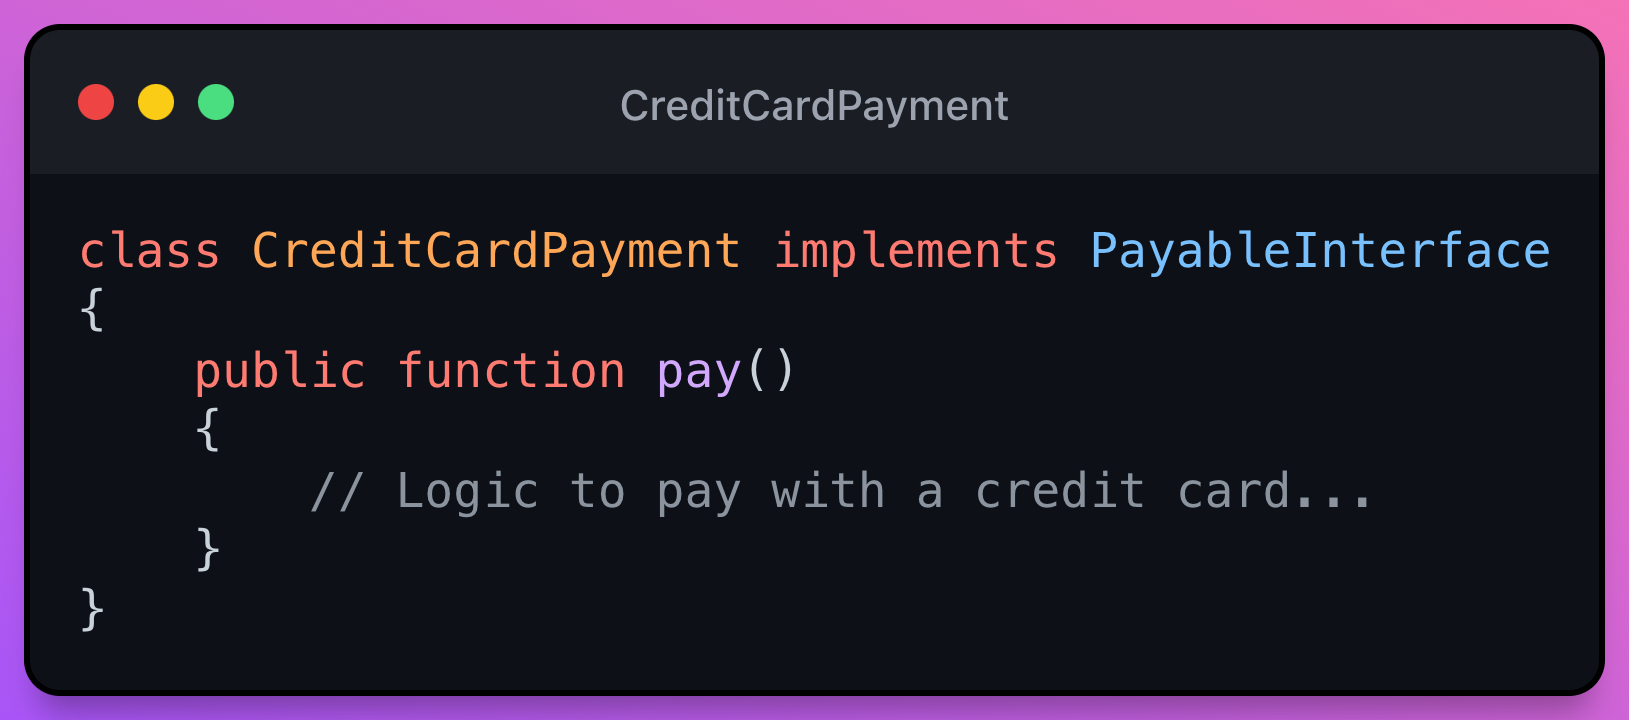 CreditCardPayment
class CreditCardPayment implements PayableInterface
{
    public function pay()
    {
        // Logic to pay with a credit card...
    }
}